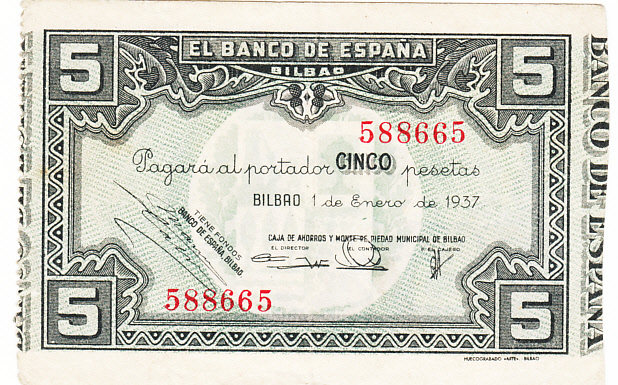 5
EL BANCO DE ESPAÑA
5
BILBAO
BANCO DE ESPAÑA
588665
Pagará al portador CINCO pesetas
BILBAO 1 de Enero de 1937
TIENE FONDOS
BANCO DE ESPAÑA, BILBAO
CAJA DE AHORROS Y MONTE DE PIEDAD MUNICIPAL DE BILBAO
EL DIRECTOR EL CONTADOR P. EL CAJERO
588665
5
5
HUECOGRABADO «ARTE». BILBAO